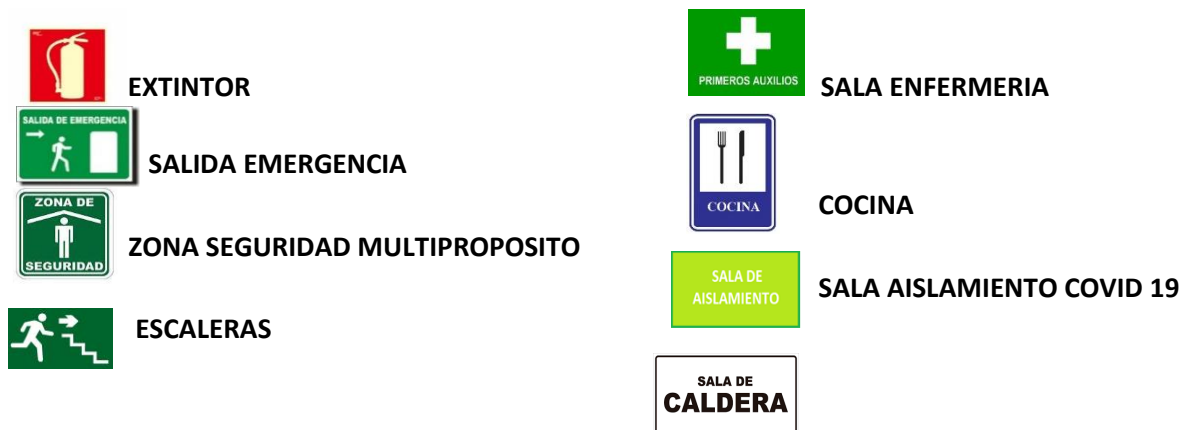 EXTINTOR
SALIDA DE EMERGENCIA
SALIDA EMERGENCIA
ZONA DE
SEGURIDAD
ZONA SEGURIDAD MULTIPROPOSITO
ESCALERAS
PRIMEROS AUXILIOS
SALA ENFERMERIA
COCINA
COCINA
SALA DE
AISLAMIENTO
SALA AISLAMIENTO COVID 19
SALA DE
CALDERA